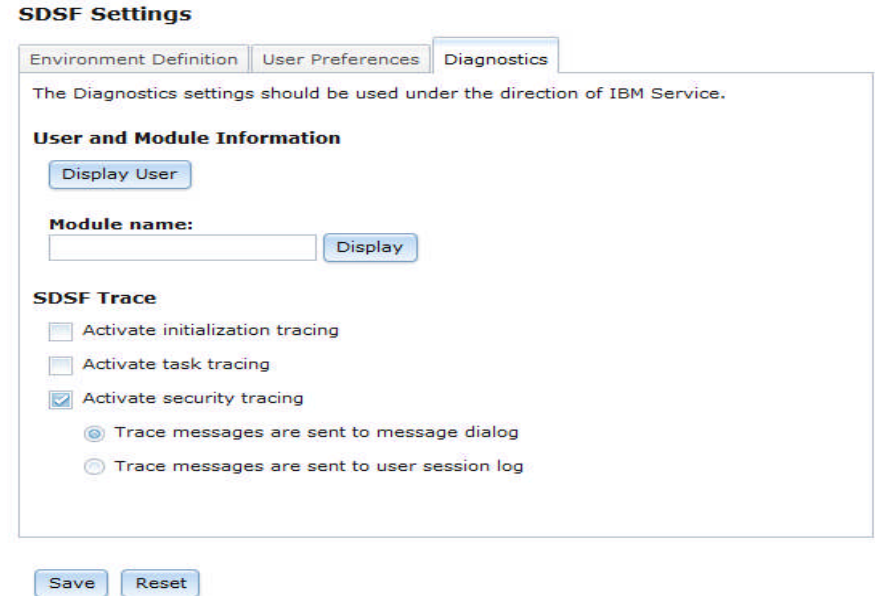 SDSF Settings
Environment Definition User Preferences Diagnostics
The Diagnostics settings should be used under the direction of IBM Service.
User and Module Information
Display User
Module name:
Display
SDSF Trace
Activate initialization tracing
Activate task tracing
Activate security tracing
Trace messages are sent to message dialog
Trace messages are sent to user session log
Save Reset